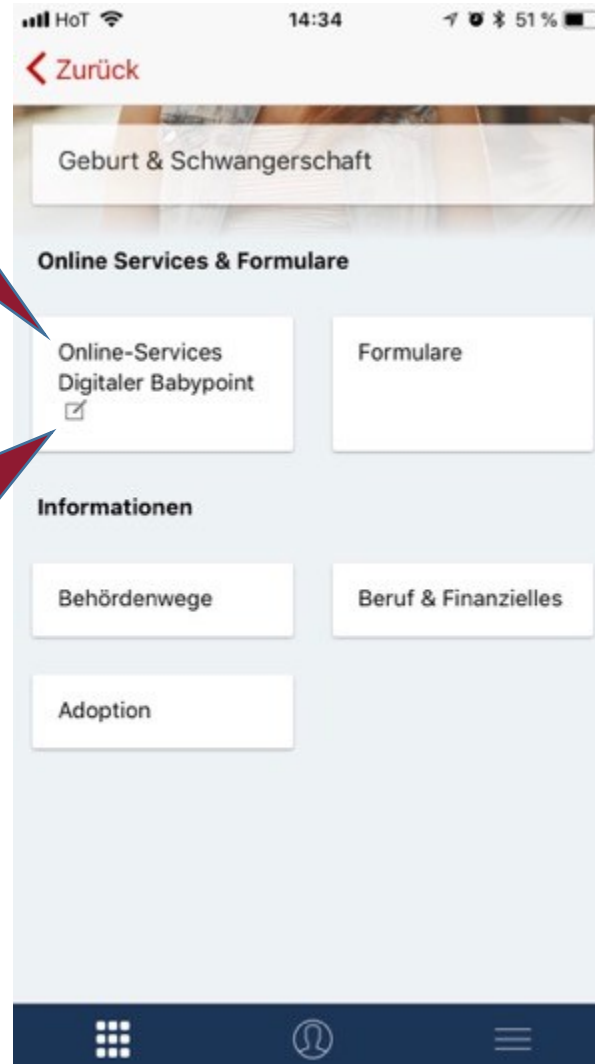 HoT 14:34 51 %
Zurück
Geburt & Schwangerschaft
Online Services & Formulare
Online-Services
Digitaler Babypoint
Formulare
Informationen
Behördenwege
Beruf & Finanzielles
Adoption